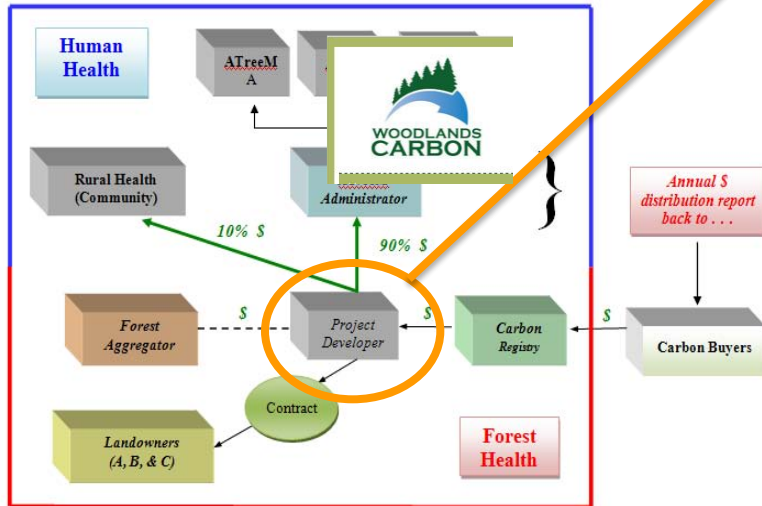 Human
Health
ATreeM
A
WOODLANDS
CARBON
Rural Health
(Community)
Administrator
Annual $
distribution report
back to . . .
10% $
90% $
Forest
Aggregator
$
Project
Developer
$
Carbon
Registry
$
Carbon Buyers
Contract
Landowners
(A, B, & C)
Forest
Health
}